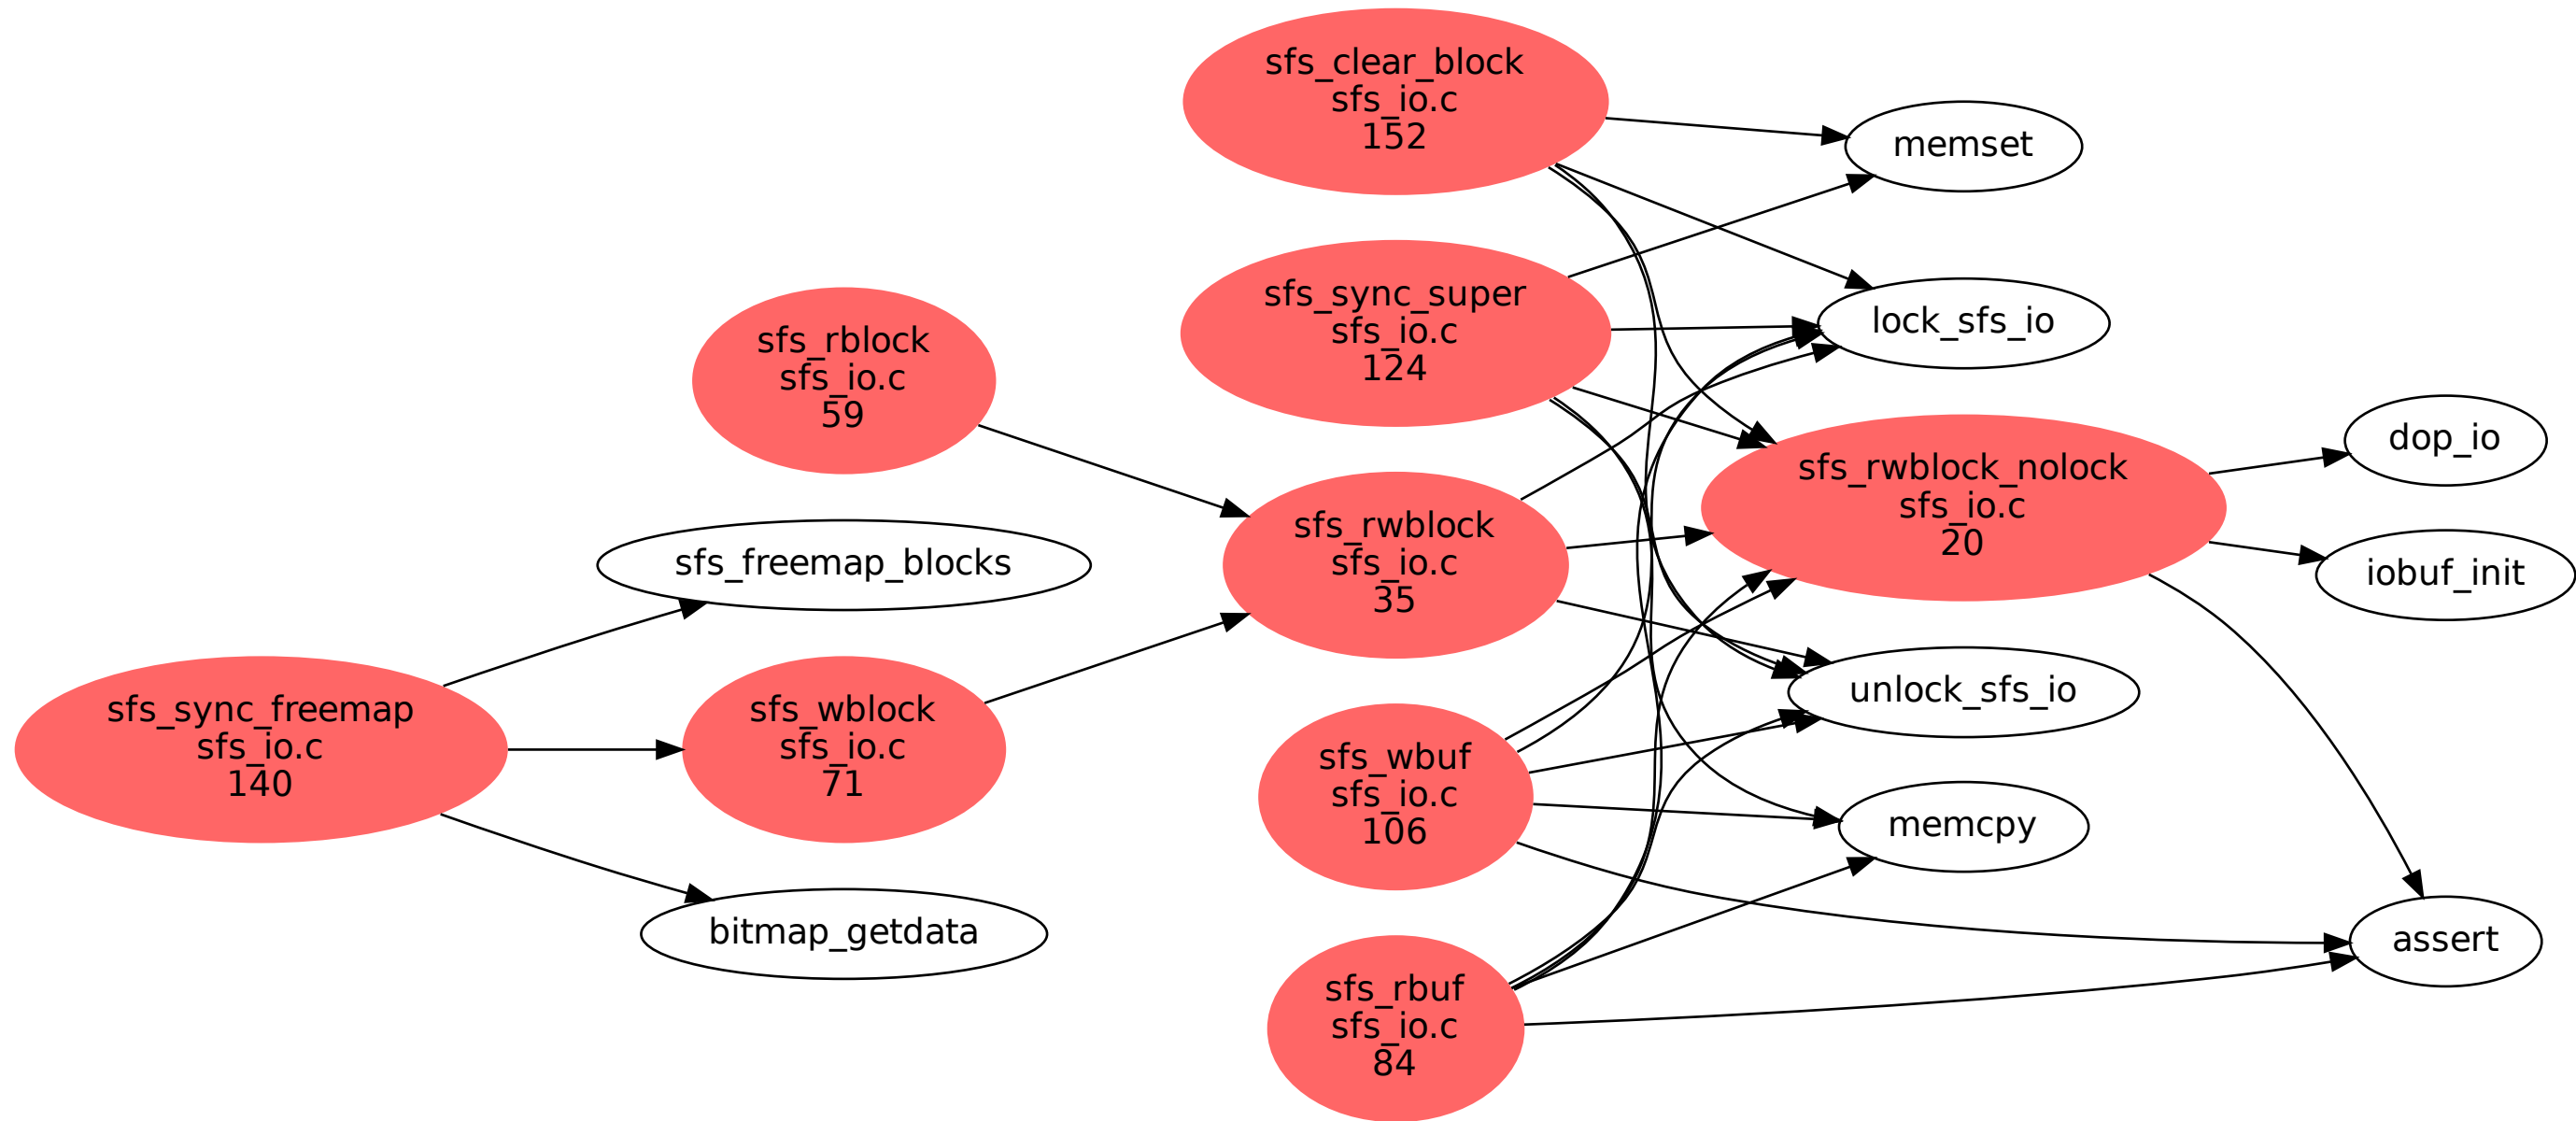 sfs_clear_block
sfs_io.c
152
memset
sfs_sync_super
sfs_io.c
124
lock_sfs_io
sfs_rblock
sfs_io.c
59
dop_io
sfs_rwblock_nolock
sfs_io.c
20
sfs_freemap_blocks
sfs_rwblock
sfs_io.c
35
iobuf_init
sfs_sync_freemap
sfs_io.c
140
sfs_wblock
sfs_io.c
71
unlock_sfs_io
sfs_wbuf
sfs_io.c
106
memcpy
bitmap_getdata
assert
sfs_rbuf
sfs_io.c
84